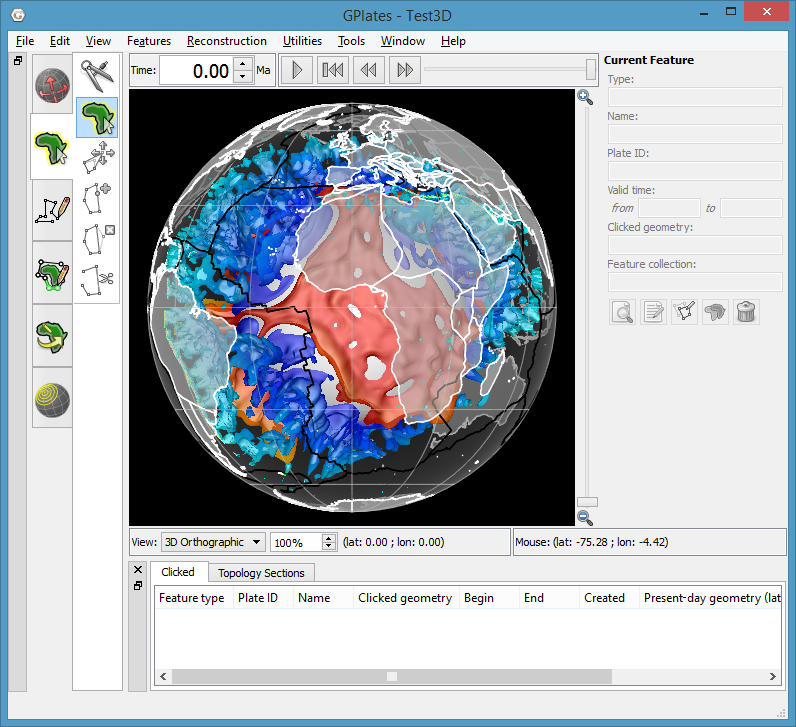 GPlates - Test3D
File Edit View Features Reconstruction Utilities Tools Window Help
Time: 0.00 Ma
Current Feature
Type:
Name:
Plate ID:
Valid time:
from to
Clicked geometry:
Feature collection:
View: 3D Orthographic 100% (lat: 0.00 ; lon: 0.00) Mouse: (lat: -75.28 ; lon: -4.42)
Clicked Topology Sections
Feature type Plate ID Name Clicked geometry Begin End Created Present-day geometry (lat